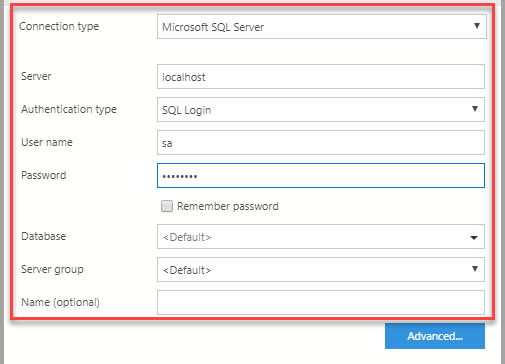 Connection type Microsoft SQL Server
Server localhost
Authentication type SQL Login
User name sa
Password ••••••••
Remember password
Database <Default>
Server group <Default>
Name (optional)
Advanced...